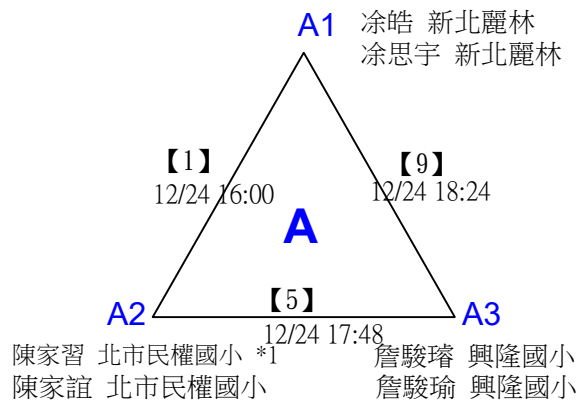 A1
凃皓 新北麗林
凃思宇 新北麗林
【1】
12/24 16:00
【9】
12/24 18:24
A
【5】
12/24 17:48
A2
A3
陳家習 北市民權國小 *1
陳家誼 北市民權國小
詹駿璿 興隆國小
詹駿瑜 興隆國小